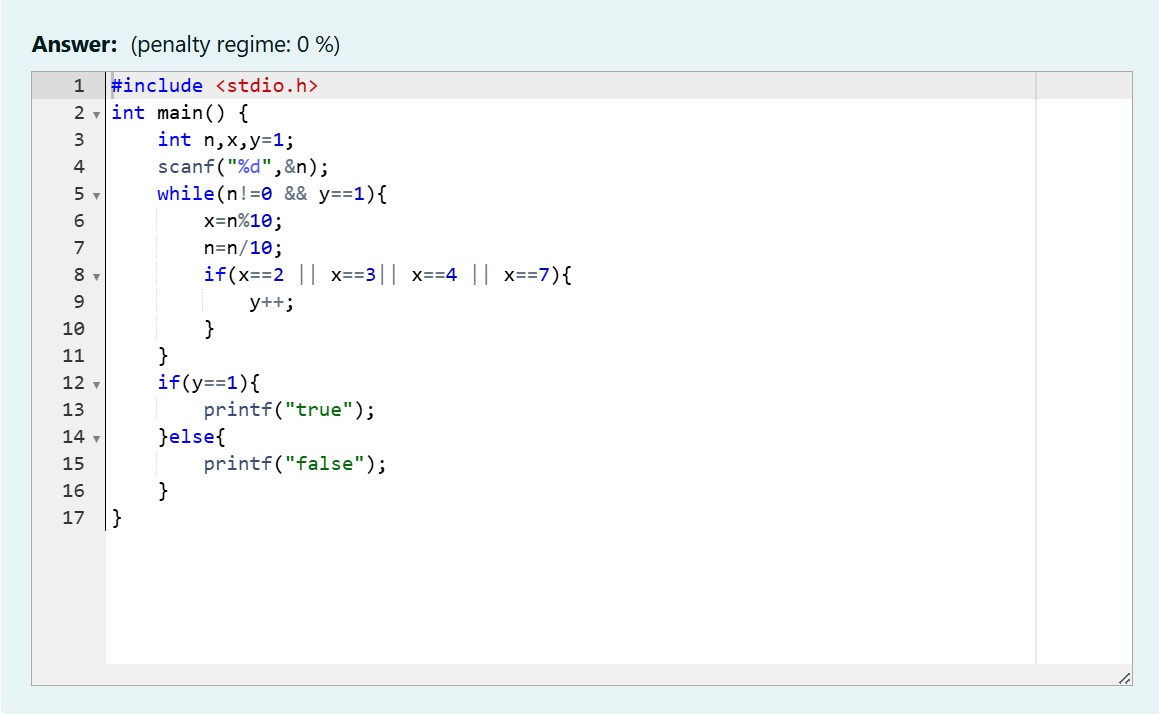 Answer: (penalty regime: 0 %)
1 #include <stdio.h>
2 int main() {
3     int n,x,y=1;
4     scanf("%d",&n);
5     while(n!=0 && y==1){
6         x=n%10;
7         n=n/10;
8         if(x==2 || x==3|| x==4 || x==7){
9             y++;
10         }
11     }
12     if(y==1){
13         printf("true");
14     }else{
15         printf("false");
16     }
17 }